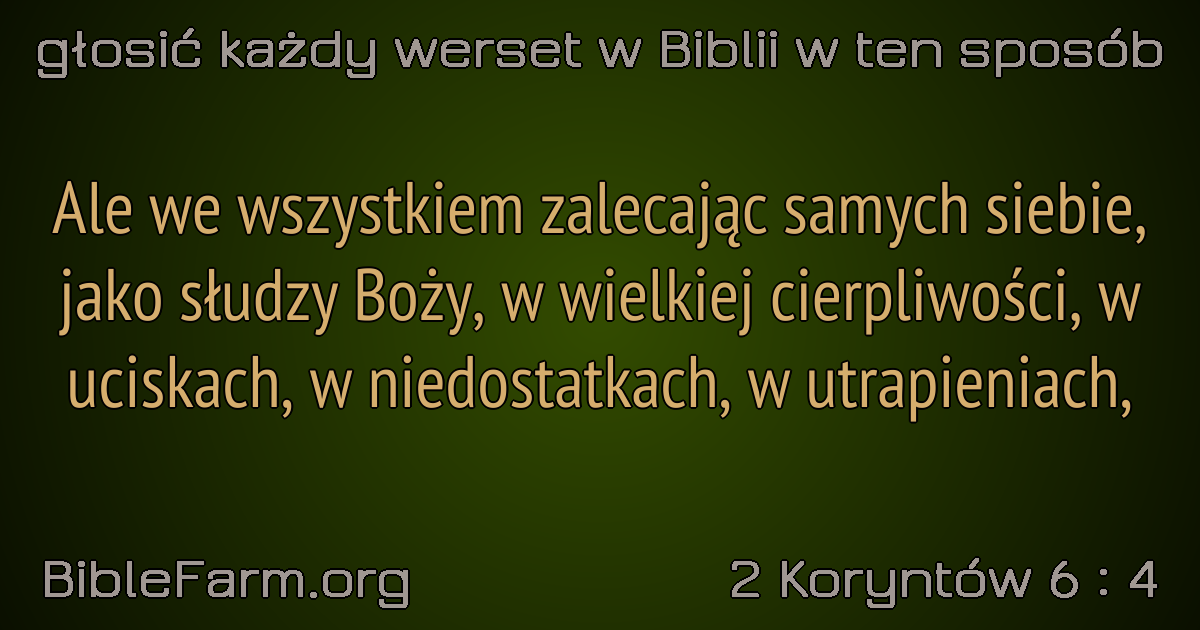 głosić każdy werset w Biblii w ten sposób
Ale we wszystkiem zalecając samych siebie,
jako słudzy Boży, w wielkiej cierpliwości, w
uciskach, w niedostatkach, w utrapieniach,
BibleFarm.org
2 Koryntów 6 : 4